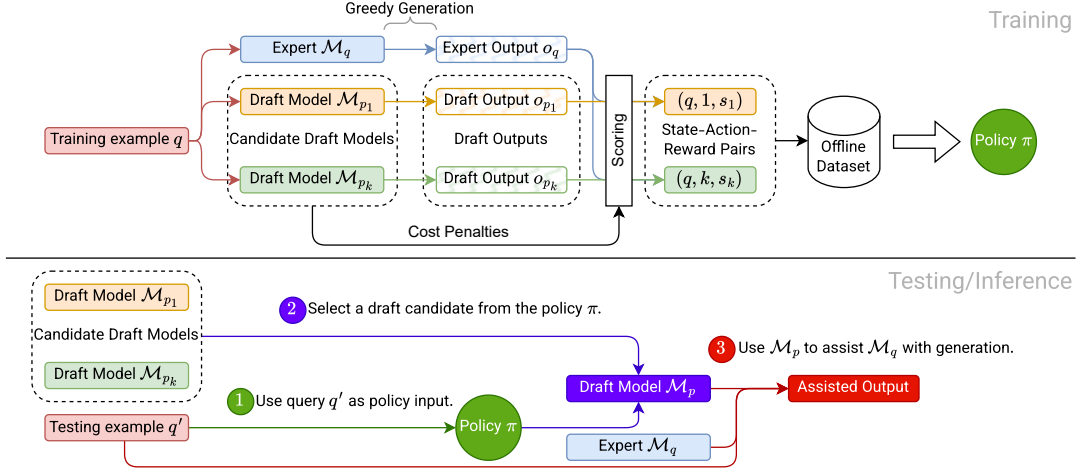 Greedy Generation
Training
Expert $\mathcal{M}_q$
Expert Output $o_q$
Draft Model $\mathcal{M}_{p_1}$
Draft Output $o_{p_1}$
$(q, 1, s_1)$
Training example $q$
Candidate Draft Models
Draft Outputs
Scoring
State-Action-
Reward Pairs
Offline
Dataset
Policy $\pi$
Draft Model $\mathcal{M}_{p_k}$
Draft Output $o_{p_k}$
$(q, k, s_k)$
Cost Penalties
Testing/Inference
Draft Model $\mathcal{M}_{p_1}$
Candidate Draft Models
Draft Model $\mathcal{M}_{p_k}$
2 Select a draft candidate from the policy $\pi$.
3 Use $\mathcal{M}_p$ to assist $\mathcal{M}_q$ with generation.
Draft Model $\mathcal{M}_p$
Assisted Output
1 Use query $q'$ as policy input.
Testing example $q'$
Policy $\pi$
Expert $\mathcal{M}_q$